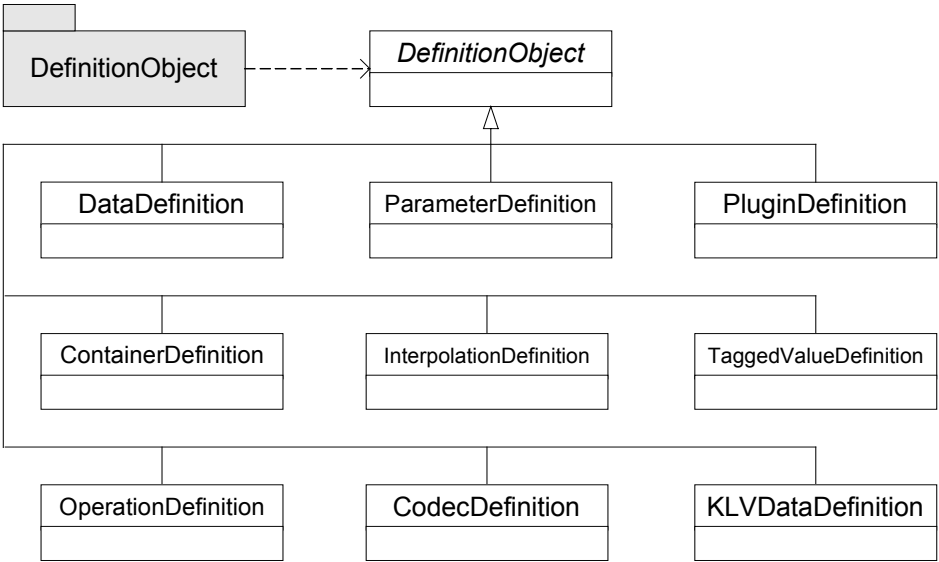 DefinitionObject
DefinitionObject
DataDefinition
ParameterDefinition
PluginDefinition
ContainerDefinition
InterpolationDefinition
TaggedValueDefinition
OperationDefinition
CodecDefinition
KLVDataDefinition